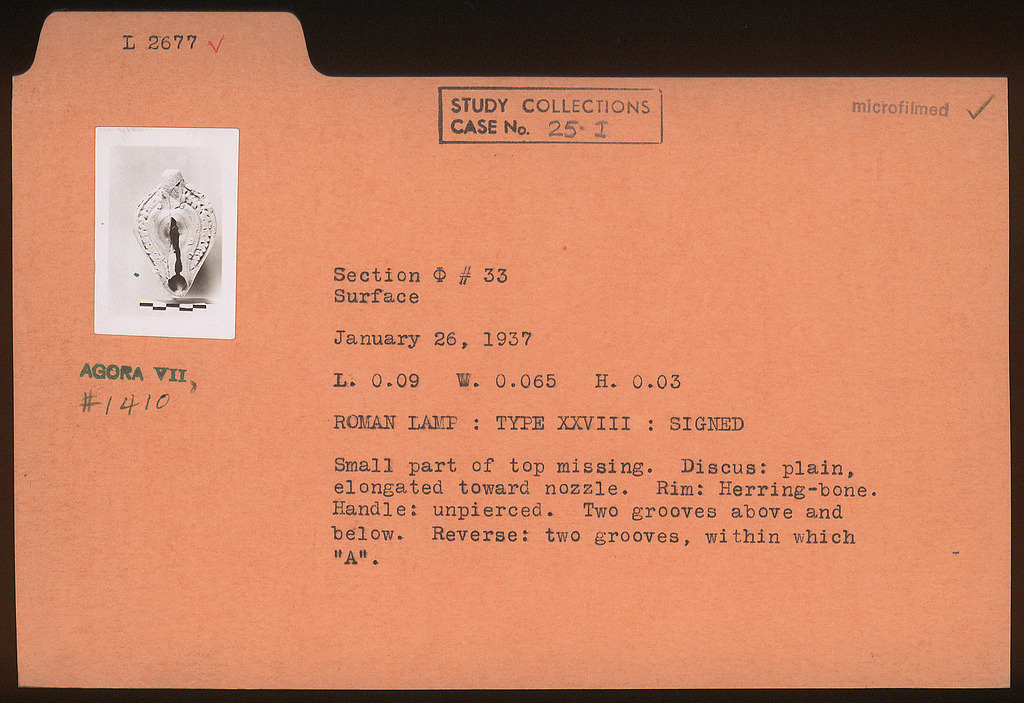 L 2677 ✓
STUDY COLLECTIONS
CASE No. 25-I
microfilmed ✓
AGORA VII,
#1410
Section Φ # 33
Surface
January 26, 1937
L. 0.09 W. 0.065 H. 0.03
ROMAN LAMP : TYPE XXVIII : SIGNED
Small part of top missing. Discus: plain,
elongated toward nozzle. Rim: Herring-bone.
Handle: unpierced. Two grooves above and
below. Reverse: two grooves, within which
"A".